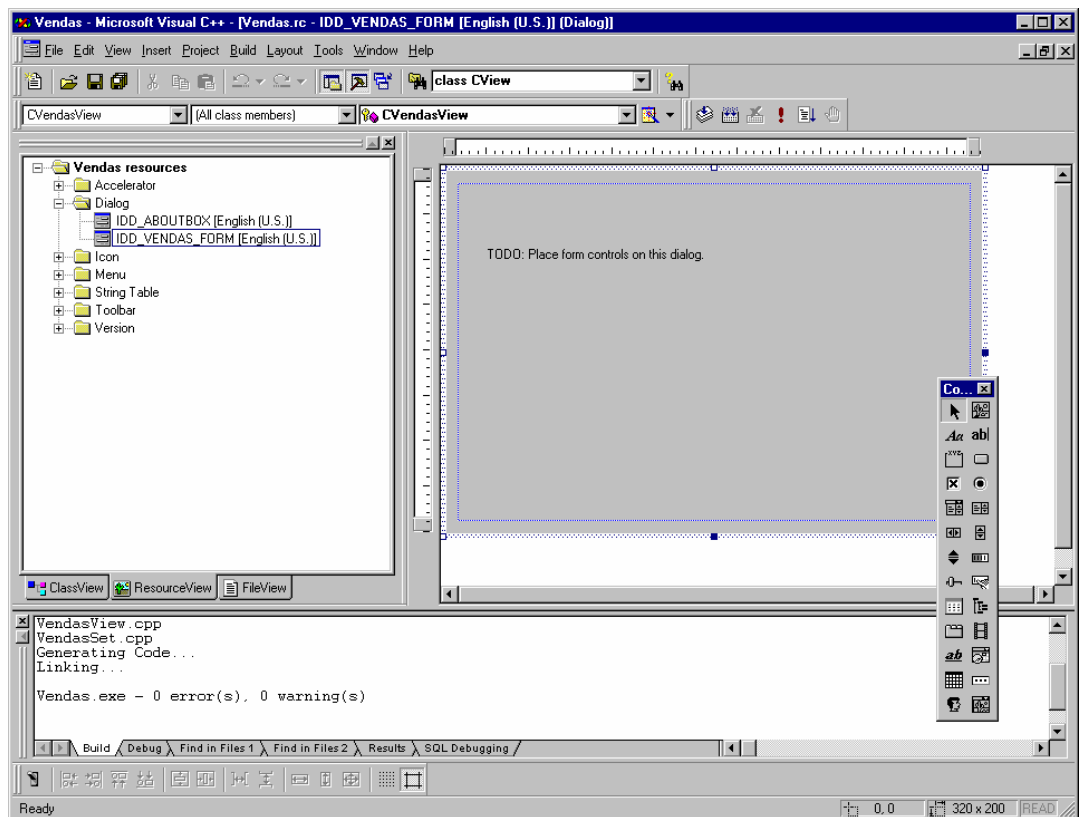 Vendas - Microsoft Visual C++ - [Vendas.rc - IDD_VENDAS_FORM [English (U.S.)] (Dialog)]
File Edit View Insert Project Build Layout Tools Window Help
class CView
CVendasView (All class members) CVendasView
Vendas resources
Accelerator
Dialog
IDD_ABOUTBOX [English (U.S.)]
IDD_VENDAS_FORM [English (U.S.)]
Icon
Menu
String Table
Toolbar
Version
TODO: Place form controls on this dialog.
Co...
Aa ab
XYZ
ab
ClassView ResourceView FileView
VendasView.cpp
VendasSet.cpp
Generating Code...
Linking...
Vendas.exe - 0 error(s), 0 warning(s)
Build Debug Find in Files 1 Find in Files 2 Results SQL Debugging
Ready 0, 0 320 x 200 READ